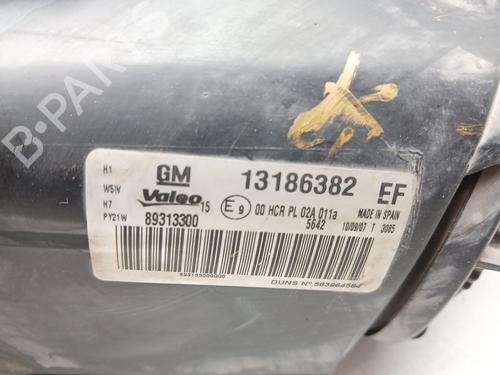 B-PARTS
H1
W5W
H7
PY21W
GM
Valeo 15
89313300
13186382 EF
E9 00 HCR PL 02A 011a
5642
MADE IN SPAIN
10/09/07 T 3085
DUNS Nº.563964584